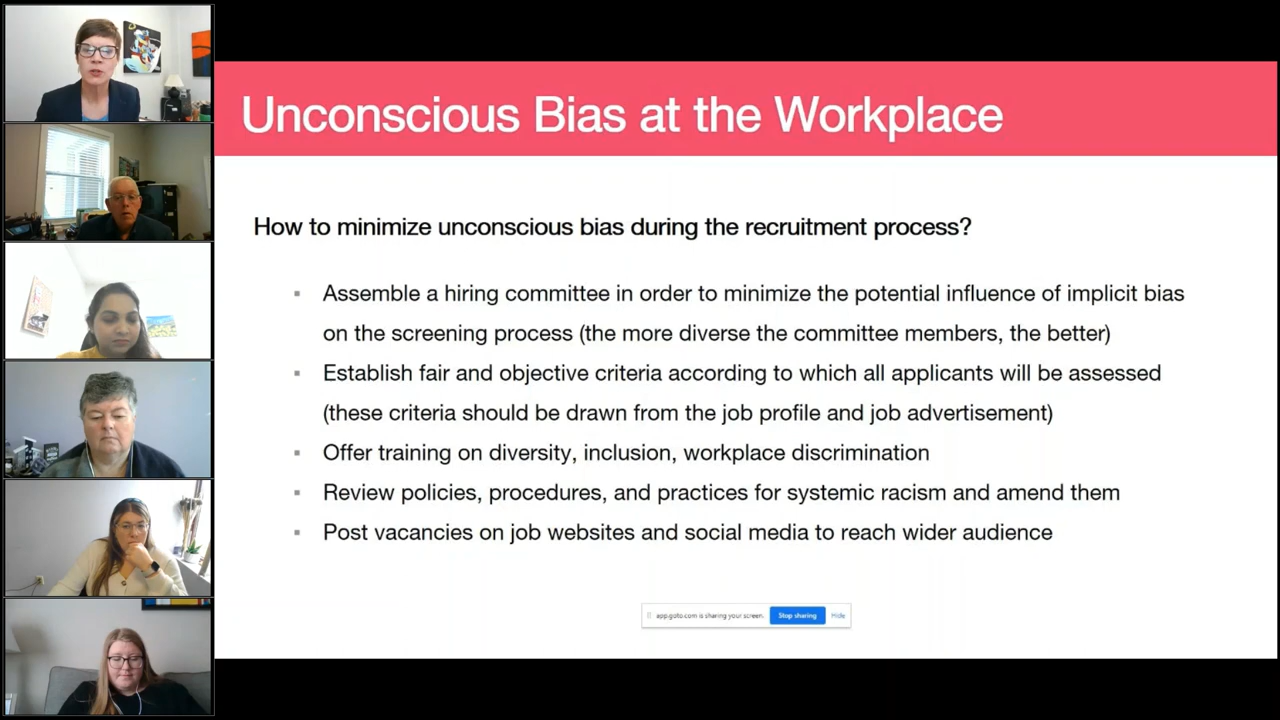 Unconscious Bias at the Workplace
How to minimize unconscious bias during the recruitment process?
▪ Assemble a hiring committee in order to minimize the potential influence of implicit bias
on the screening process (the more diverse the committee members, the better)
▪ Establish fair and objective criteria according to which all applicants will be assessed
(these criteria should be drawn from the job profile and job advertisement)
▪ Offer training on diversity, inclusion, workplace discrimination
▪ Review policies, procedures, and practices for systemic racism and amend them
▪ Post vacancies on job websites and social media to reach wider audience
app.goto.com is sharing your screen. Stop sharing Hide